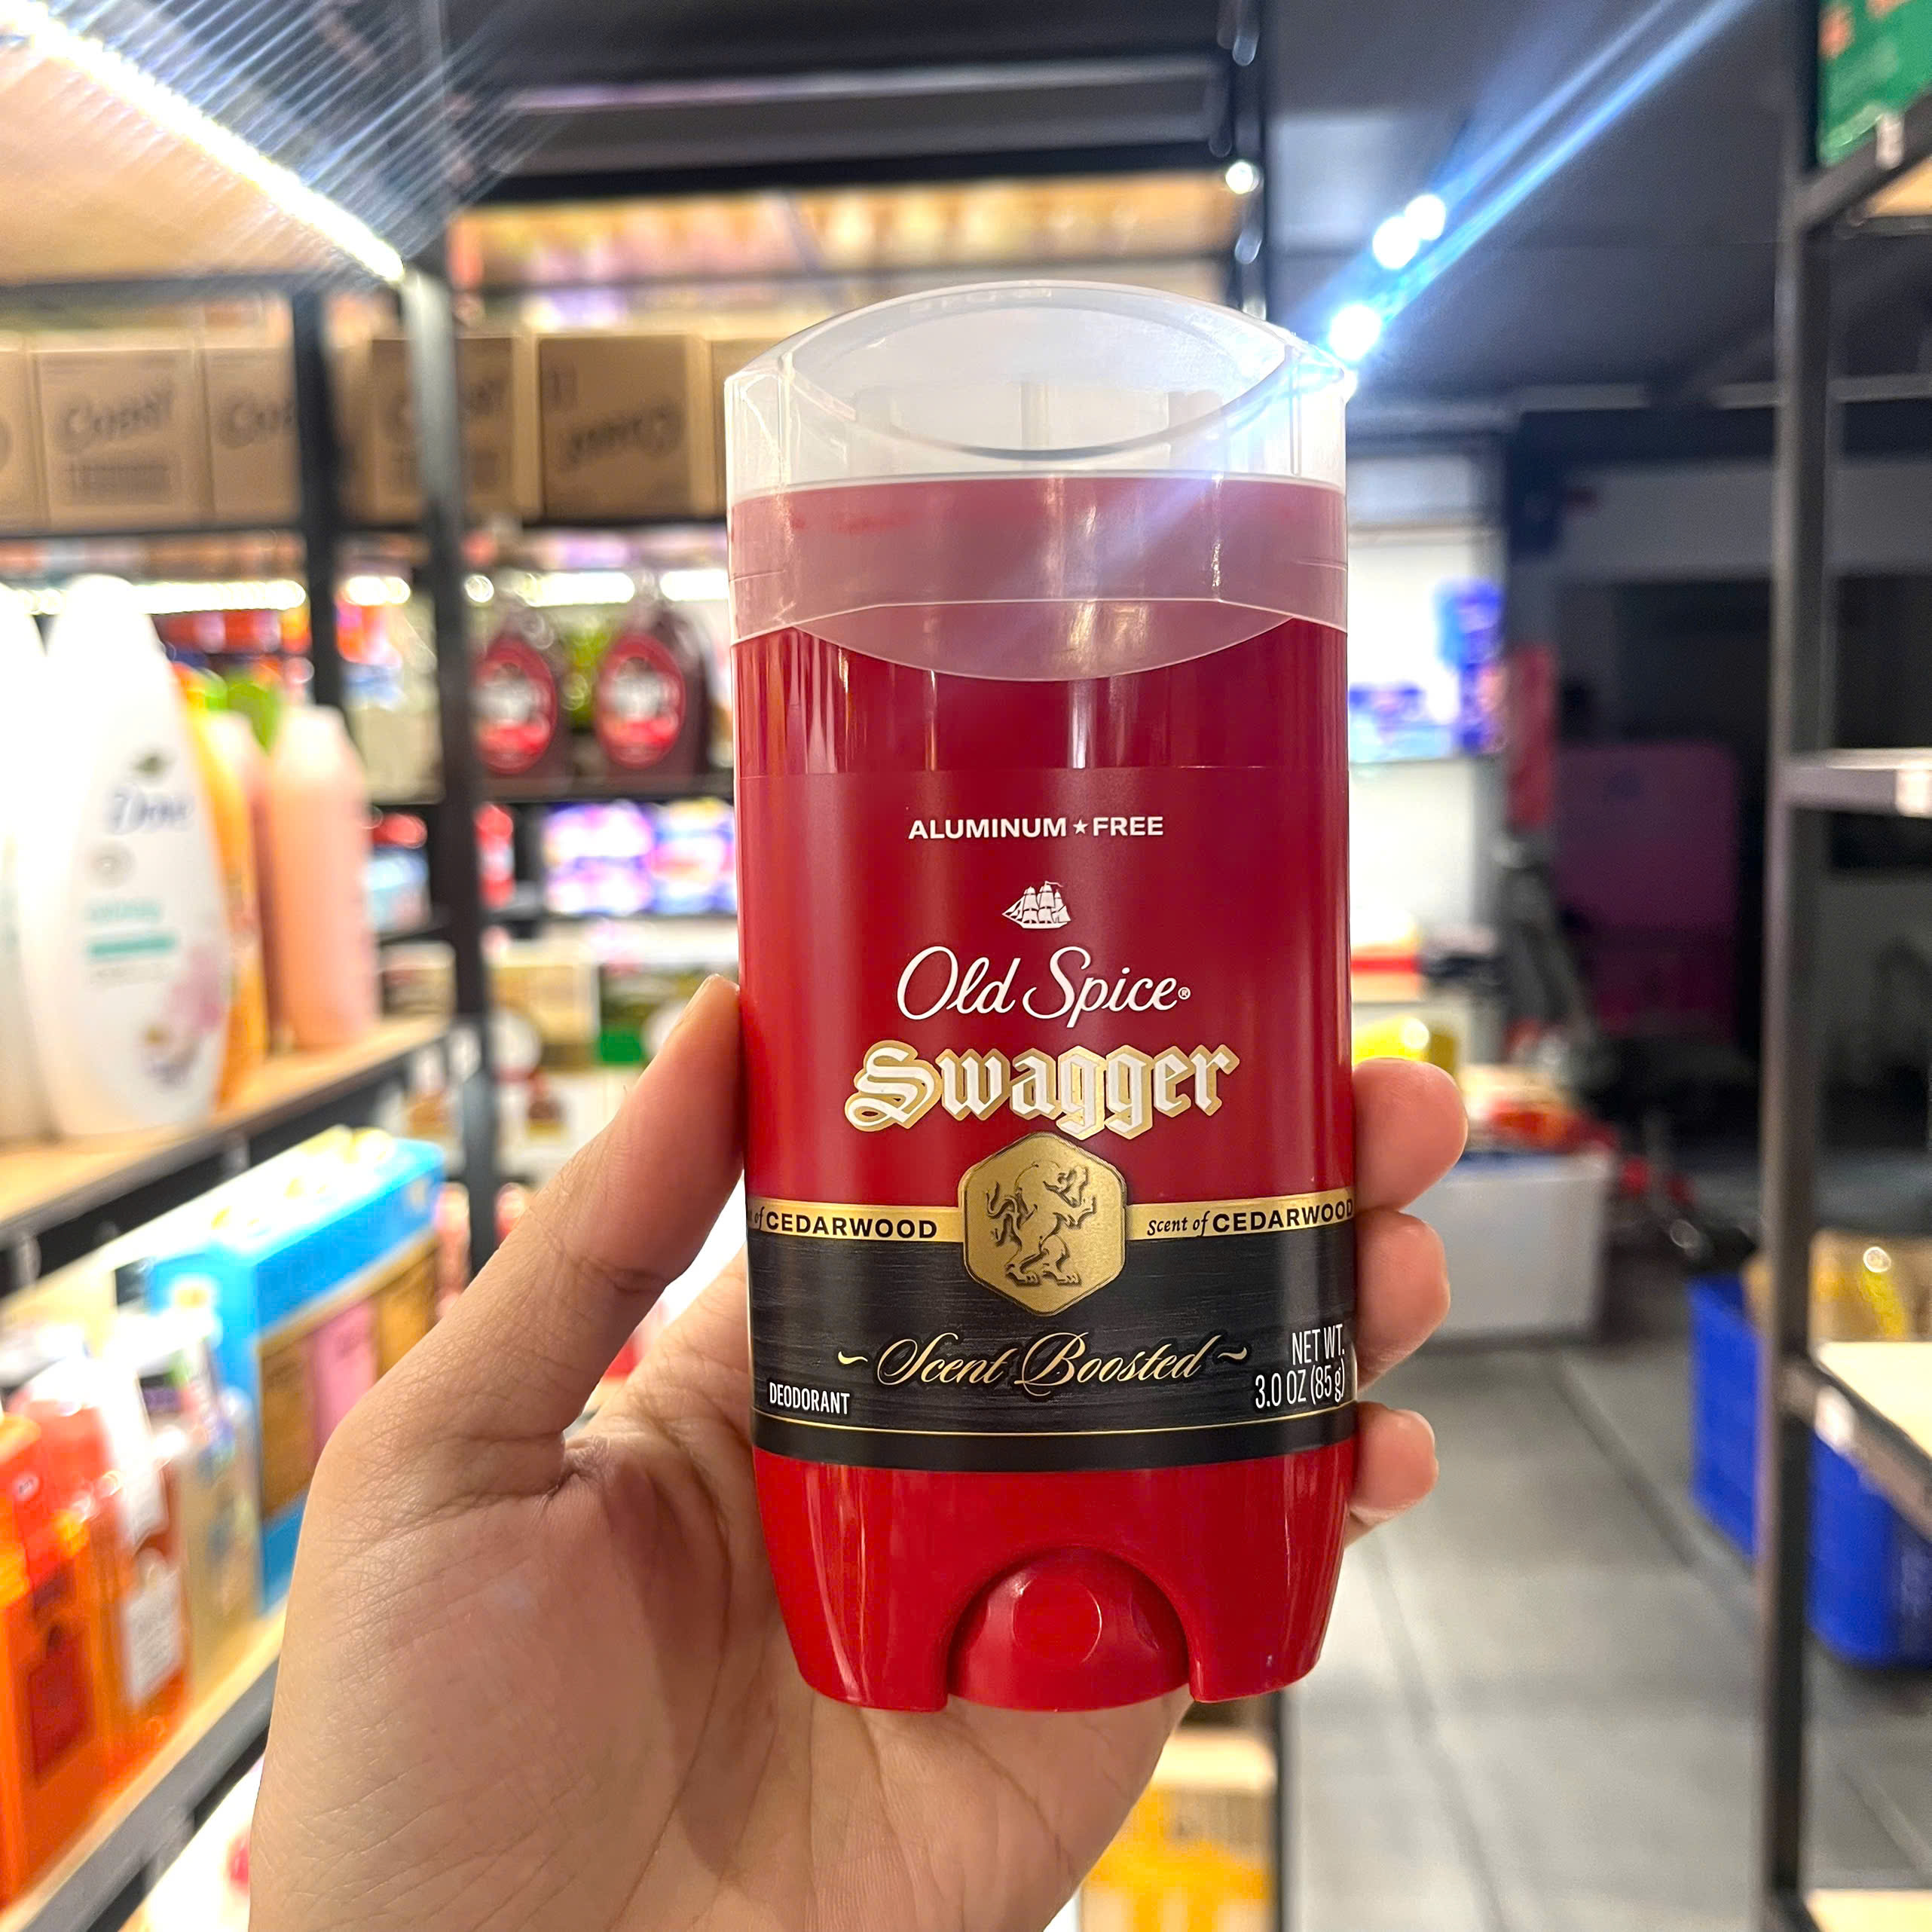 ALUMINUM★FREE
Old Spice®
Swagger
of CEDARWOOD
Scent of CEDARWOOD
~Scent Boosted~
DEODORANT
NET WT.
3.0 OZ (85 g)
Dove